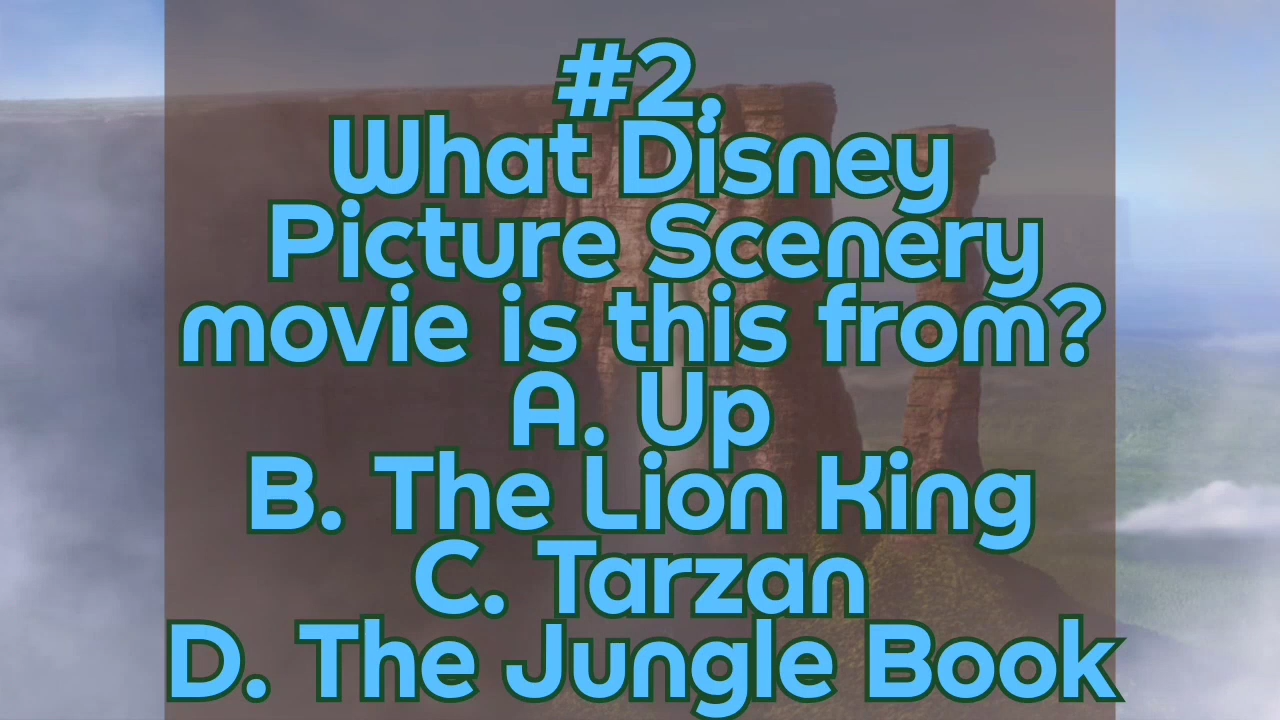 #2.
What Disney
Picture Scenery
movie is this from?
A. Up
B. The Lion King
C. Tarzan
D. The Jungle Book